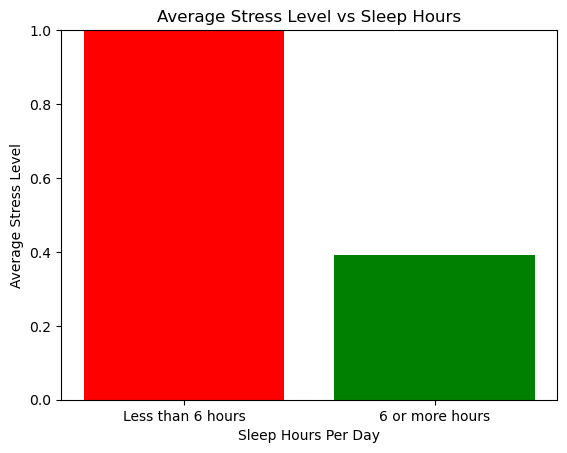 Average Stress Level vs Sleep Hours
1.0
0.8
0.6
0.4
0.2
0.0
Average Stress Level
Less than 6 hours
6 or more hours
Sleep Hours Per Day